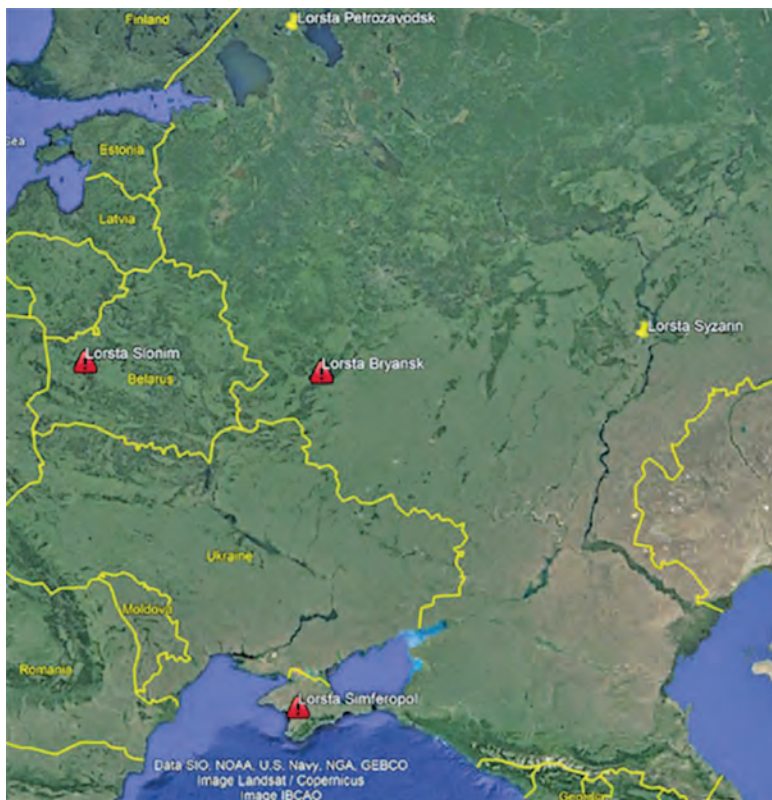 Finland
Lorsta Petrozavodsk
Sea
Estonia
Latvia
Lorsta Syzann
Lorsta Slonim
Lorsta Bryansk
Belarus
Ukraine
Moldova
Romania
Lorsta Simferopol
Data SIO, NOAA, U.S. Navy, NGA, GEBCO
Image Landsat / Copernicus
Image IBCAO